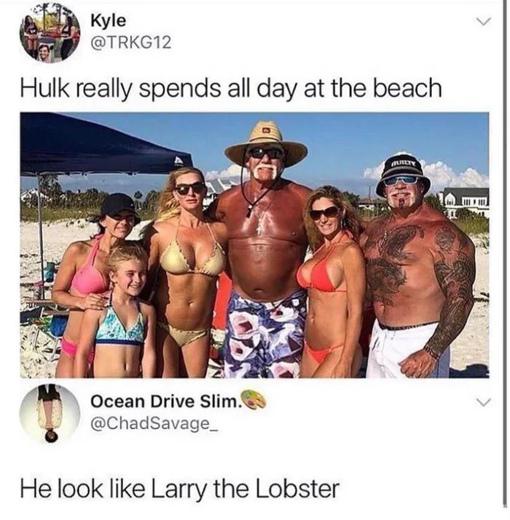 Kyle
@TRKG12
Hulk really spends all day at the beach
Ocean Drive Slim.
@ChadSavage_
He look like Larry the Lobster